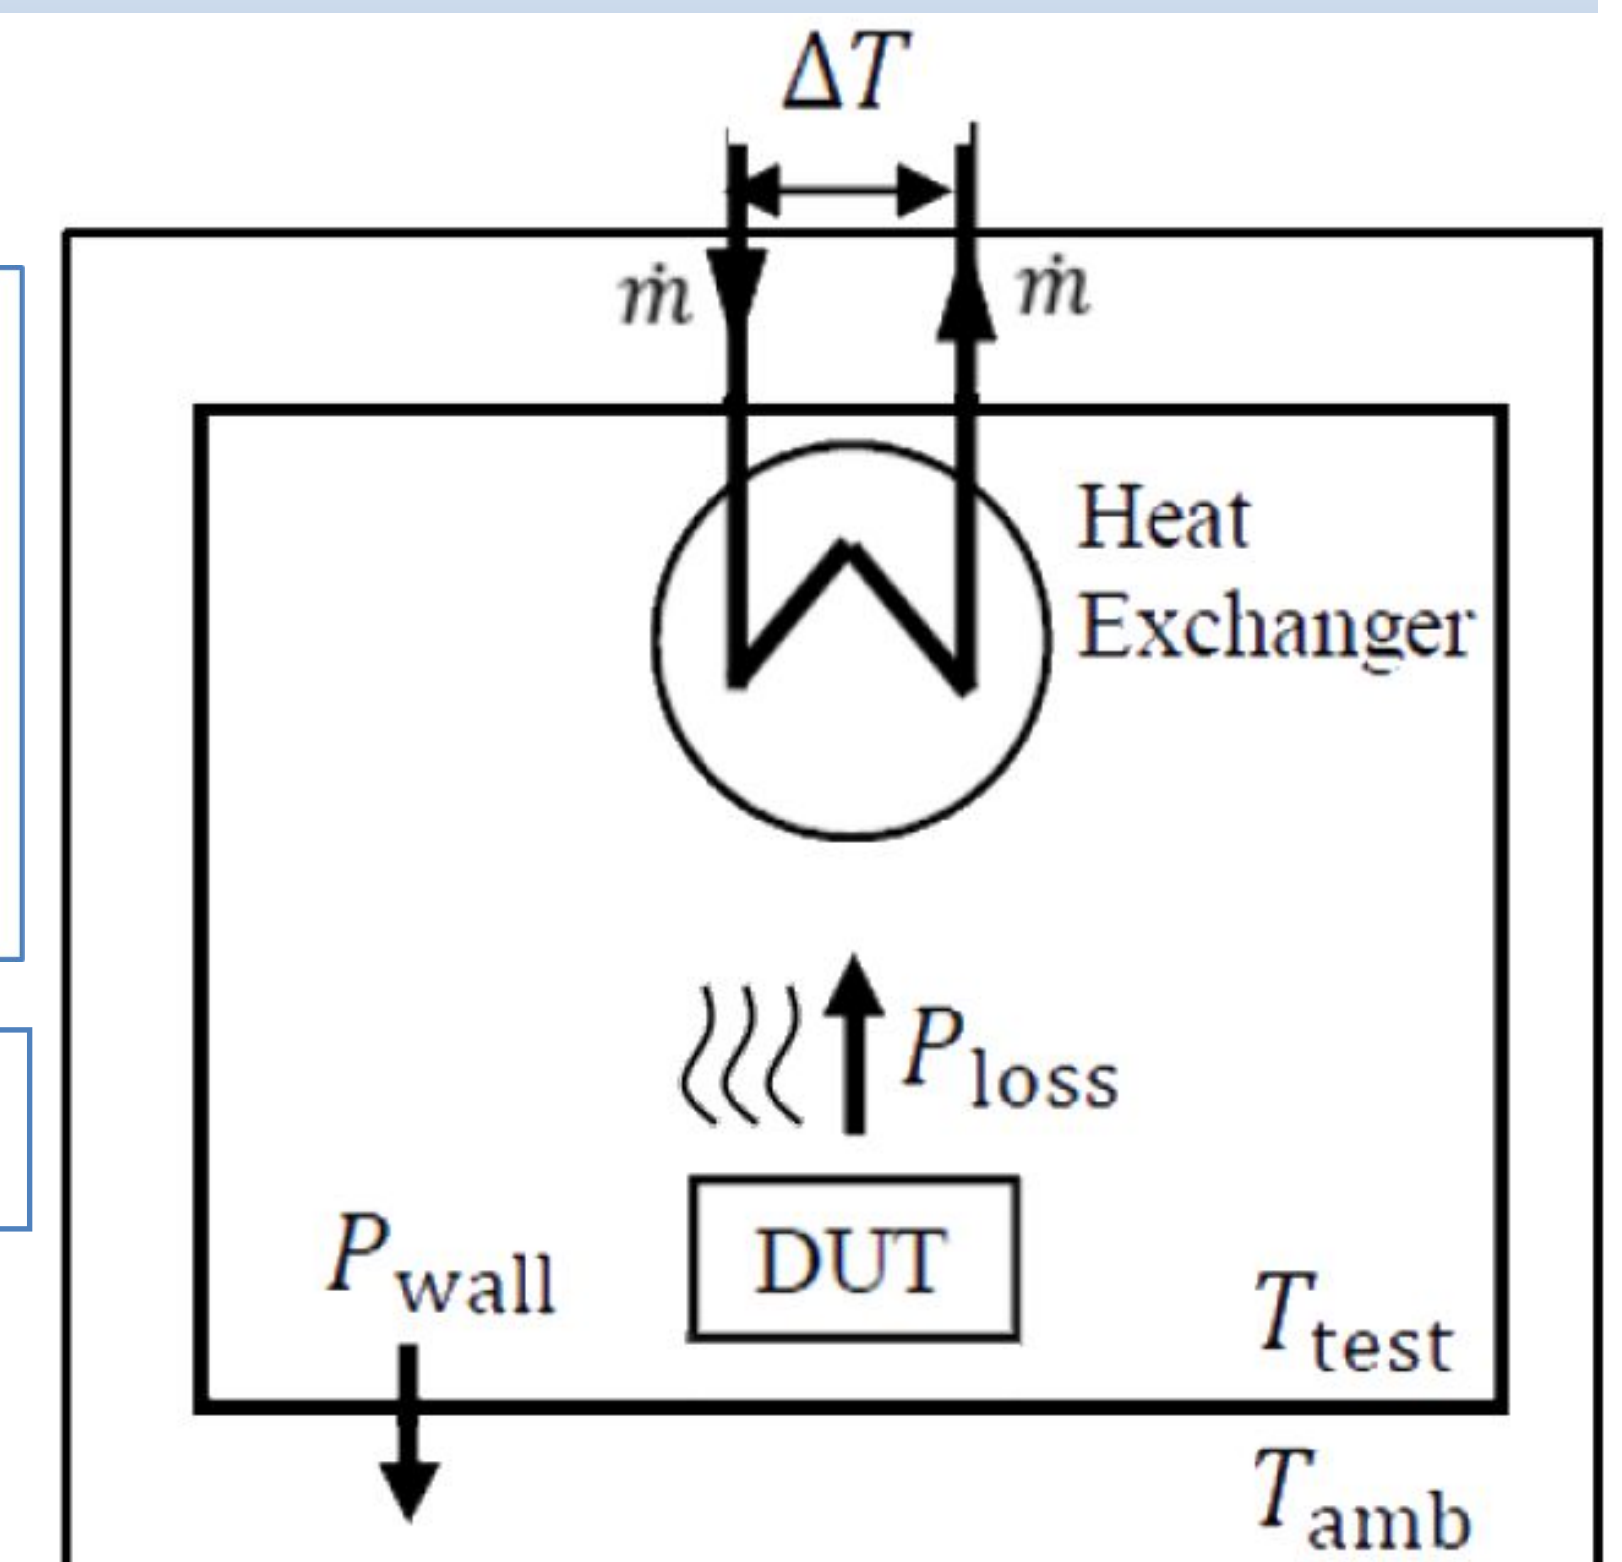 ΔT
ṁ
ṁ
Heat
Exchanger
P_loss
DUT
P_wall
T_test
T_amb